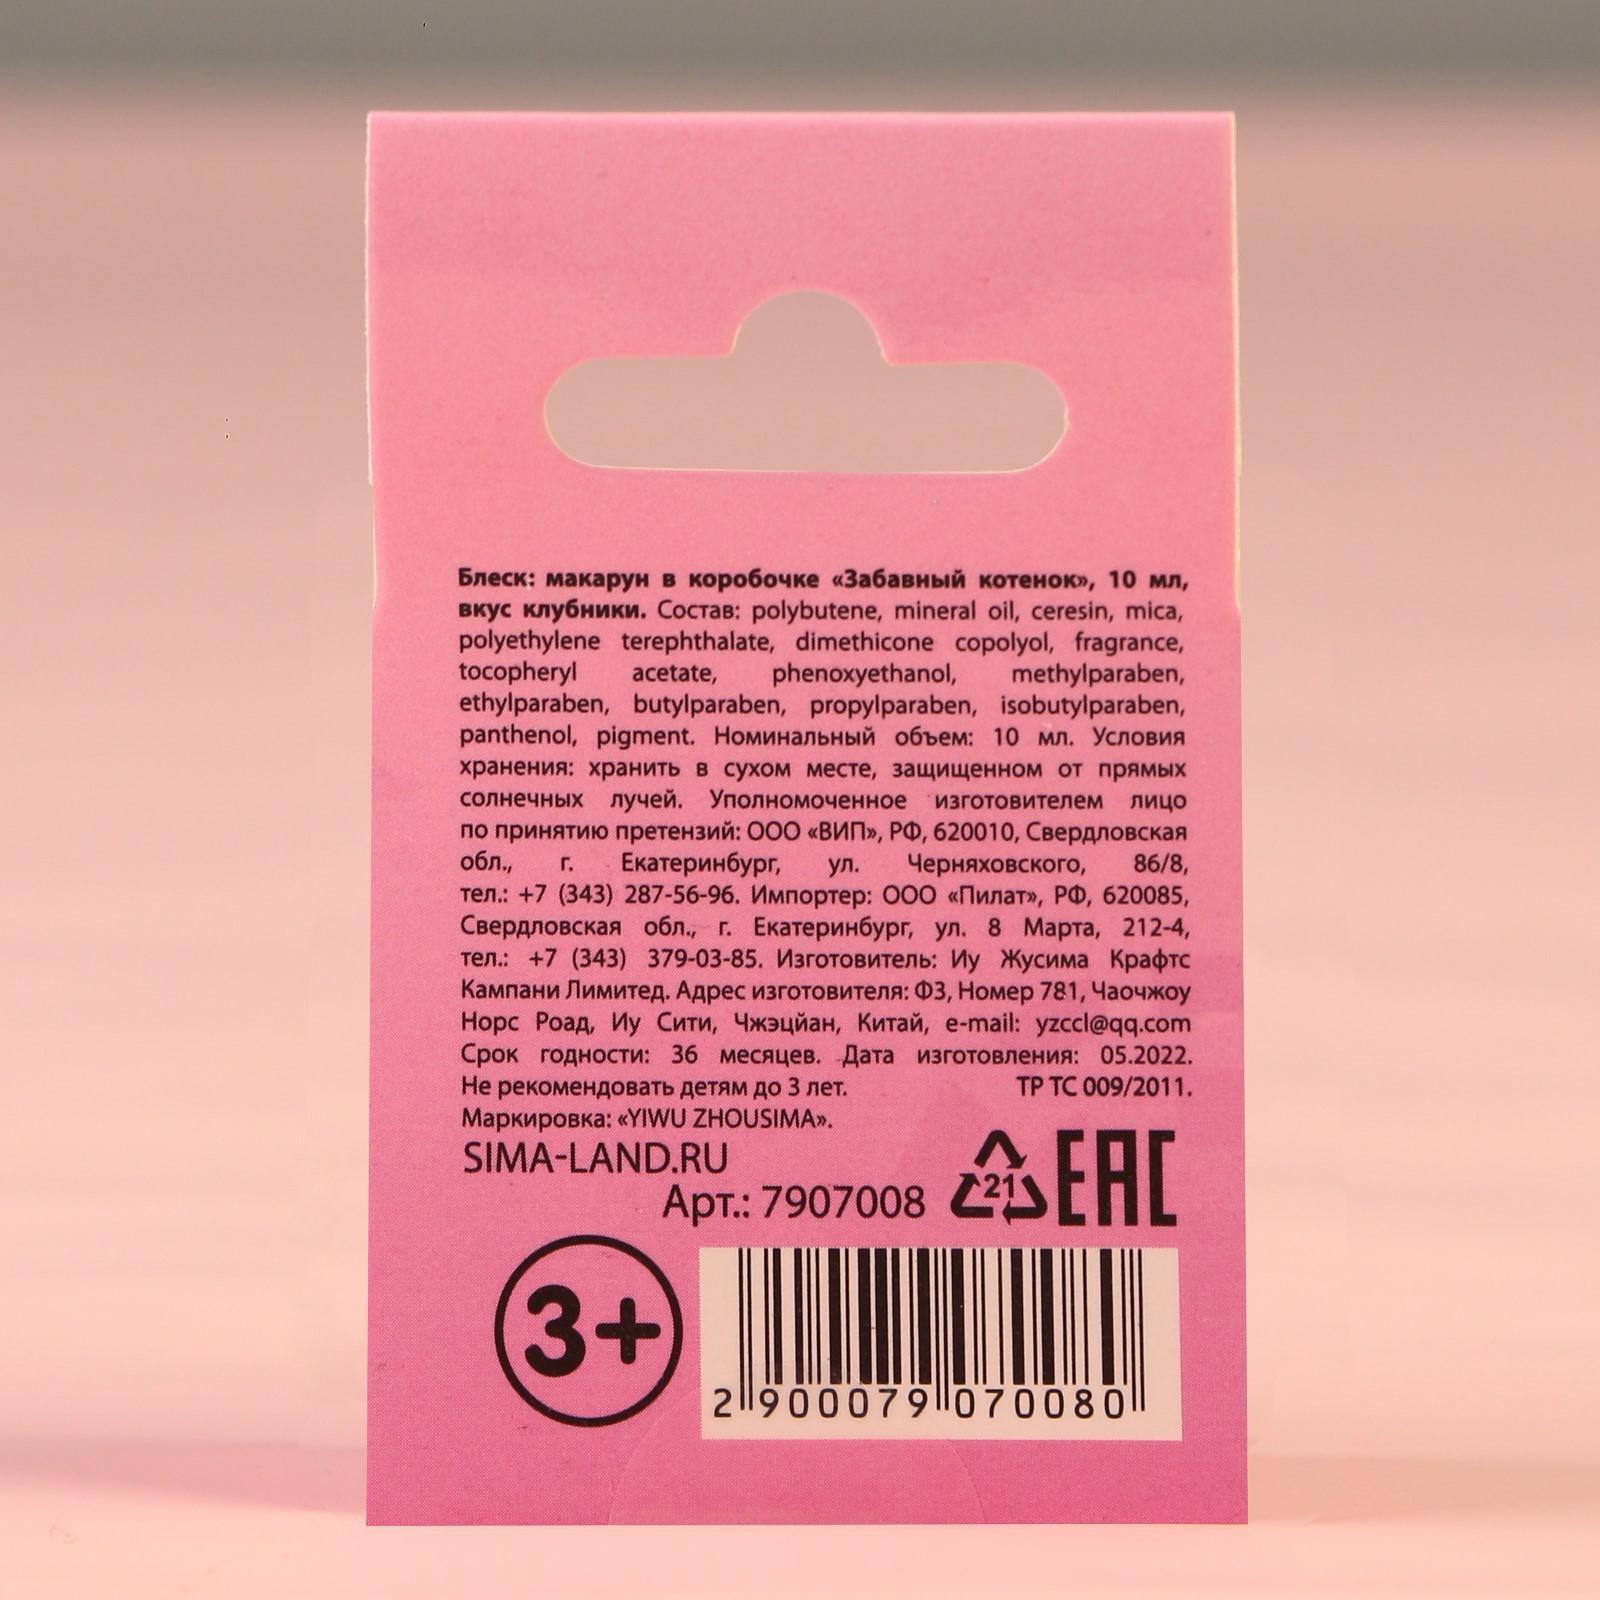 Блеск: макарун в коробочке «Забавный котенок», 10 мл,
вкус клубники. Состав: polybutene, mineral oil, ceresin, mica,
polyethylene terephthalate, dimethicone copolyol, fragrance,
tocopheryl acetate, phenoxyethanol, methylparaben,
ethylparaben, butylparaben, propylparaben, isobutylparaben,
panthenol, pigment. Номинальный объем: 10 мл. Условия
хранения: хранить в сухом месте, защищенном от прямых
солнечных лучей. Уполномоченное изготовителем лицо
по принятию претензий: ООО «ВИП», РФ, 620010, Свердловская
обл., г. Екатеринбург, ул. Черняховского, 86/8,
тел.: +7 (343) 287-56-96. Импортер: ООО «Пилат», РФ, 620085,
Свердловская обл., г. Екатеринбург, ул. 8 Марта, 212-4,
тел.: +7 (343) 379-03-85. Изготовитель: Иу Жусима Крафтс
Кампани Лимитед. Адрес изготовителя: Ф3, Номер 781, Чаочжоу
Норс Роад, Иу Сити, Чжэцйан, Китай, e-mail: yzccl@qq.com
Срок годности: 36 месяцев. Дата изготовления: 05.2022.
Не рекомендовать детям до 3 лет. ТР ТС 009/2011.
Маркировка: «YIWU ZHOUSIMA».
SIMA-LAND.RU
Арт.: 7907008
21
EAC
3+
2 900079 070080